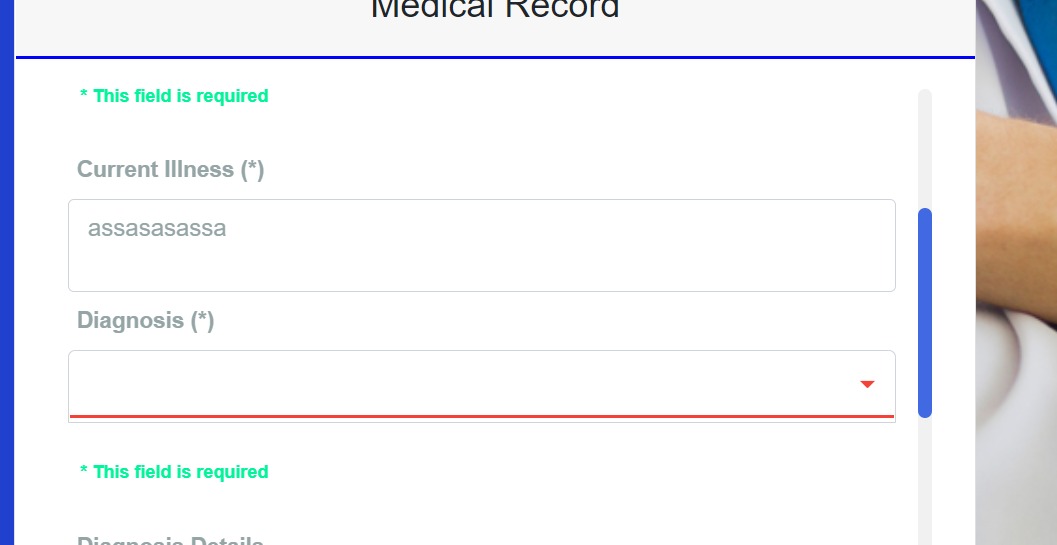 Medical Record
* This field is required
Current Illness (*)
assasasassa
Diagnosis (*)
* This field is required
Diagnosis Details